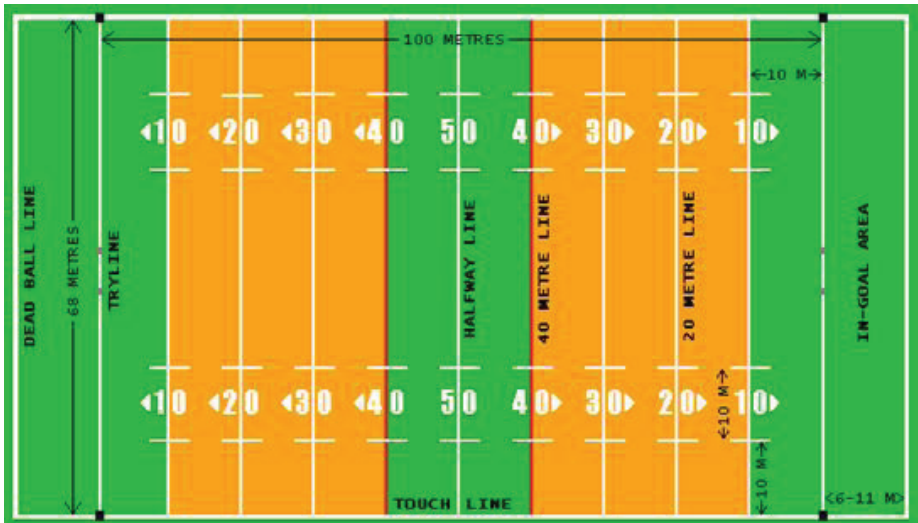 100 METRES
10 M
◄10 ◄20 ◄30 ◄40 50 40► 30► 20► 10►
DEAD BALL LINE
68 METRES
TRYLINE
HALFWAY LINE
40 METRE LINE
20 METRE LINE
IN-GOAL AREA
◄10 ◄20 ◄30 ◄40 50 40► 30► 20► 10►
10 M
10 M
TOUCH LINE
6-11 M